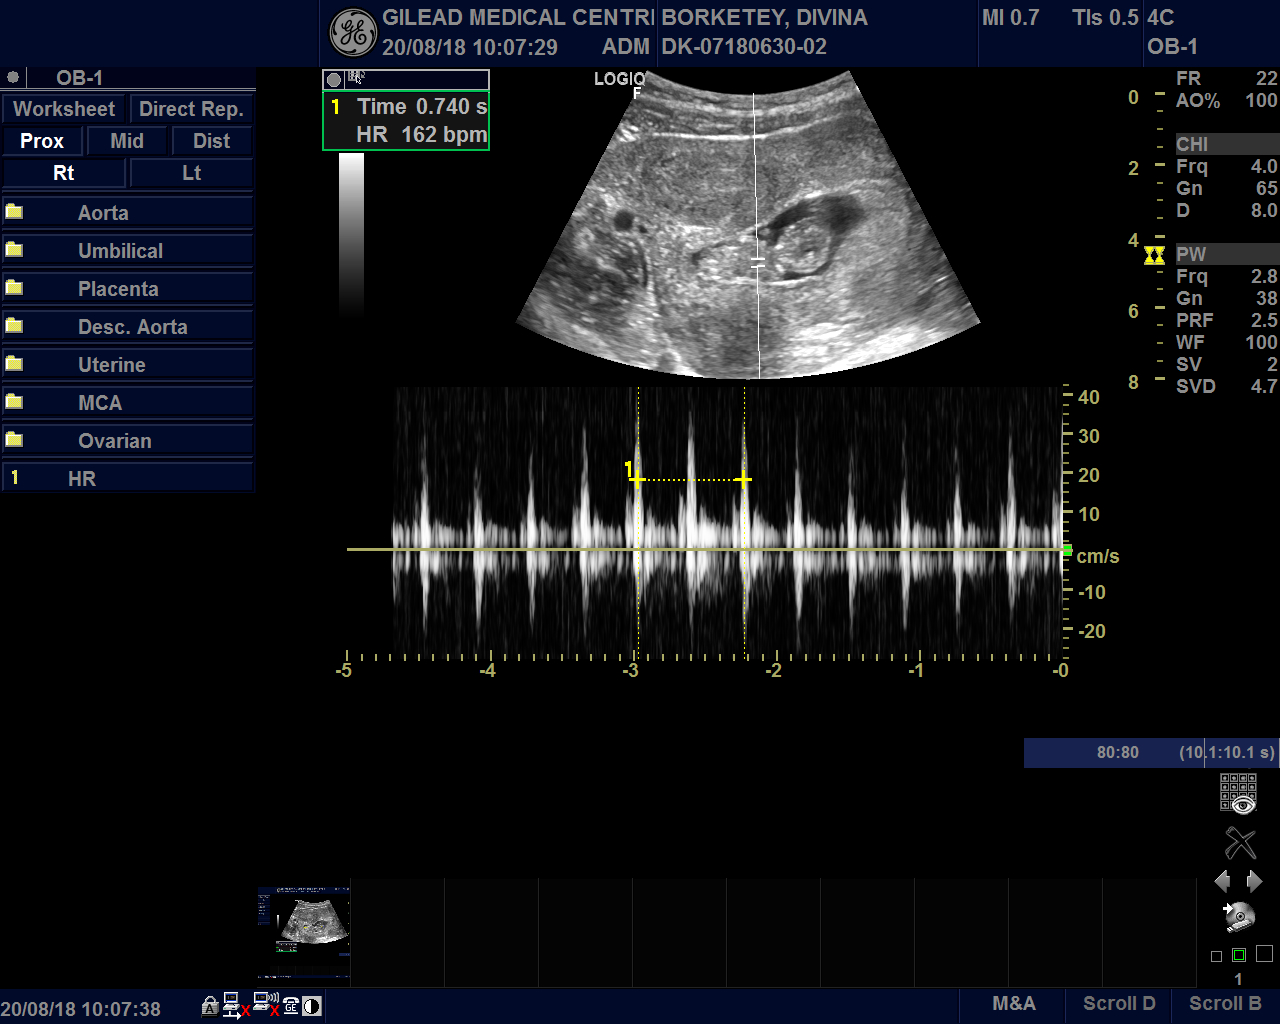 GILEAD MEDICAL CENTRI
BORKETEY, DIVINA
MI 0.7 TIs 0.5
4C
20/08/18 10:07:29 ADM
DK-07180630-02
OB-1
OB-1
Worksheet Direct Rep.
Prox Mid Dist
Rt Lt
Aorta
Umbilical
Placenta
Desc. Aorta
Uterine
MCA
Ovarian
1 HR
1 Time 0.740 s
HR 162 bpm
LOGIQ
F
0
2
4
6
8
FR 22
AO% 100
CHI
Frq 4.0
Gn 65
D 8.0
PW
Frq 2.8
Gn 38
PRF 2.5
WF 100
SV 2
SVD 4.7
1
40
30
20
10
cm/s
-10
-20
-5 -4 -3 -2 -1 -0
80:80 (10.1:10.1 s)
1
20/08/18 10:07:38
A
GE
M&A Scroll D Scroll B